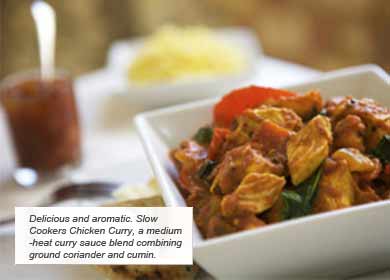 Delicious and aromatic. Slow
Cookers Chicken Curry, a medium
-heat curry sauce blend combining
ground coriander and cumin.